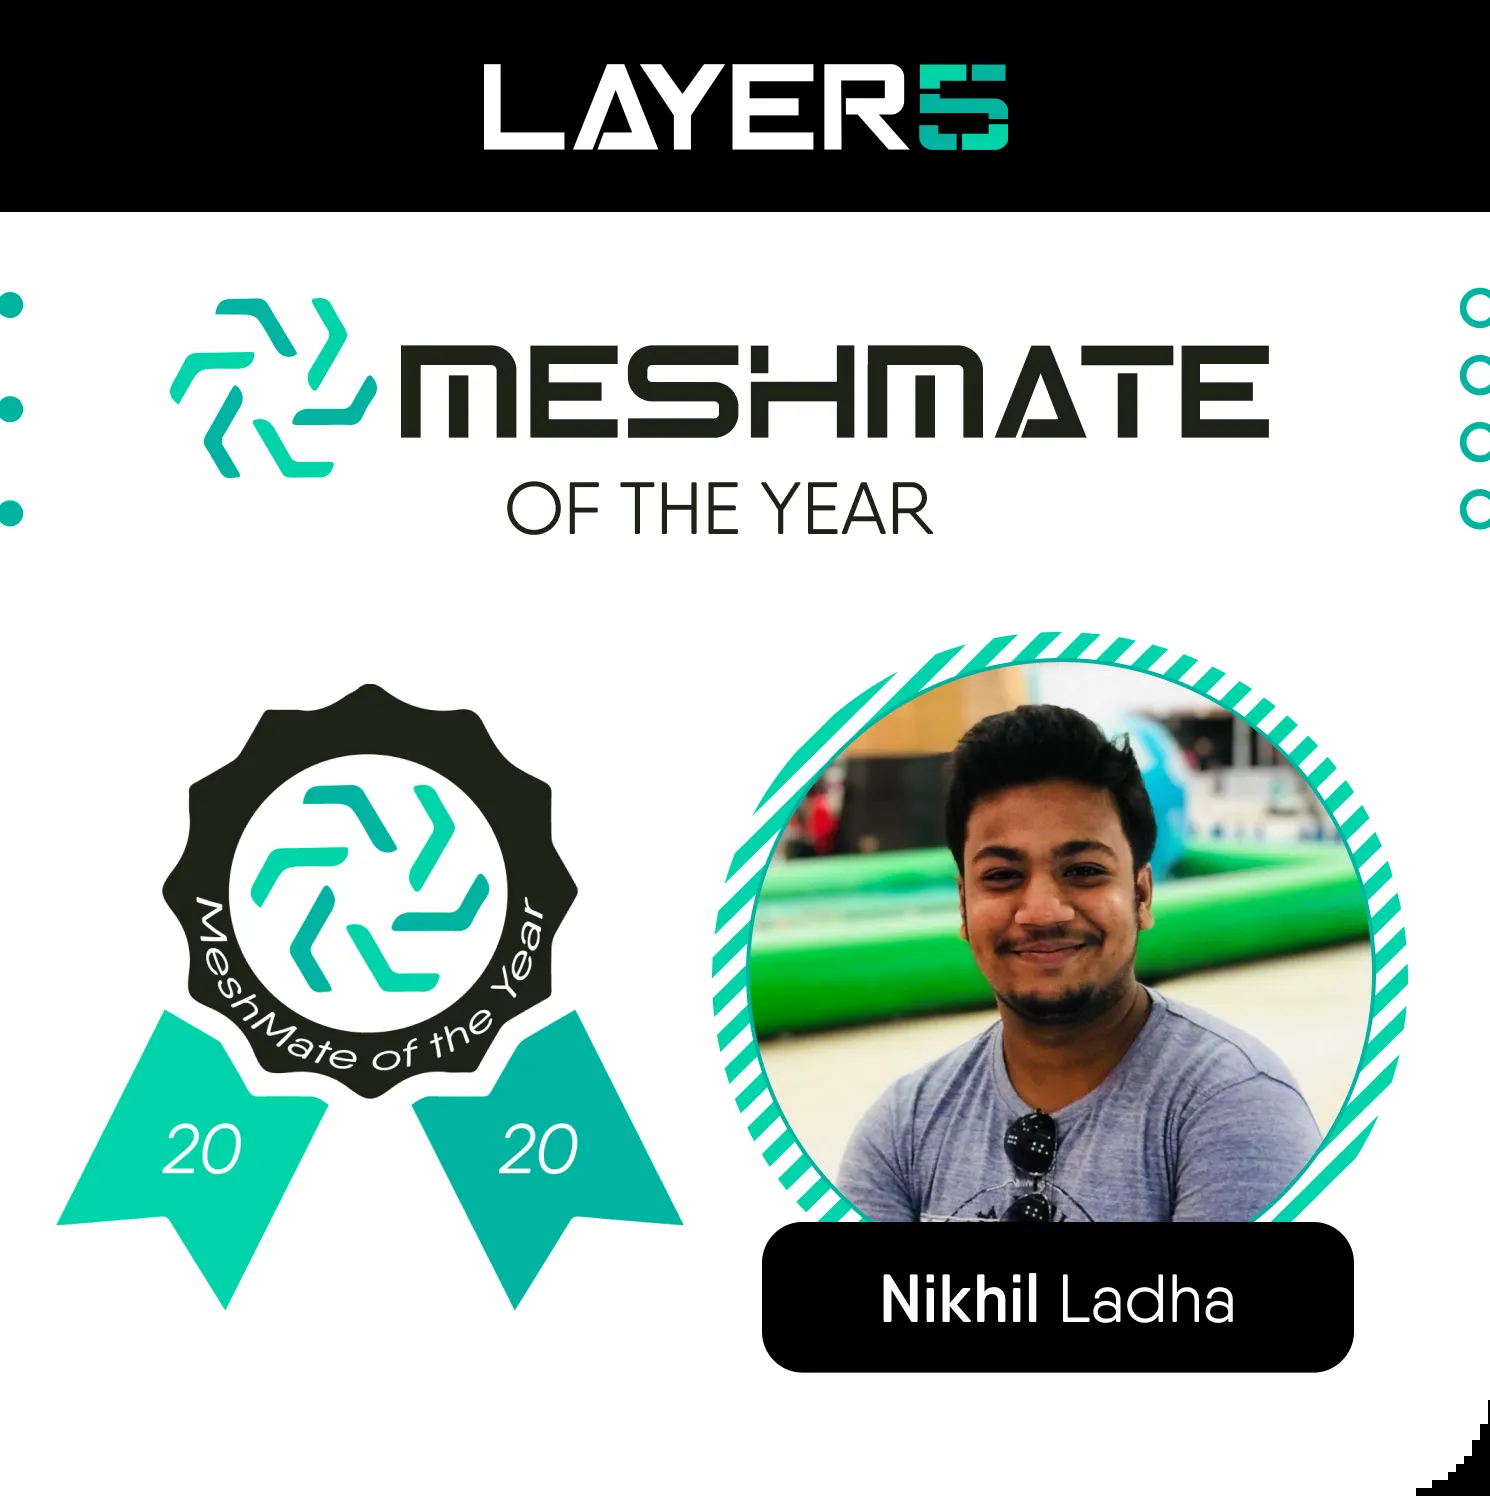 LAYER5
MESHMATE
OF THE YEAR
MeshMate of the Year
20
20
Nikhil Ladha